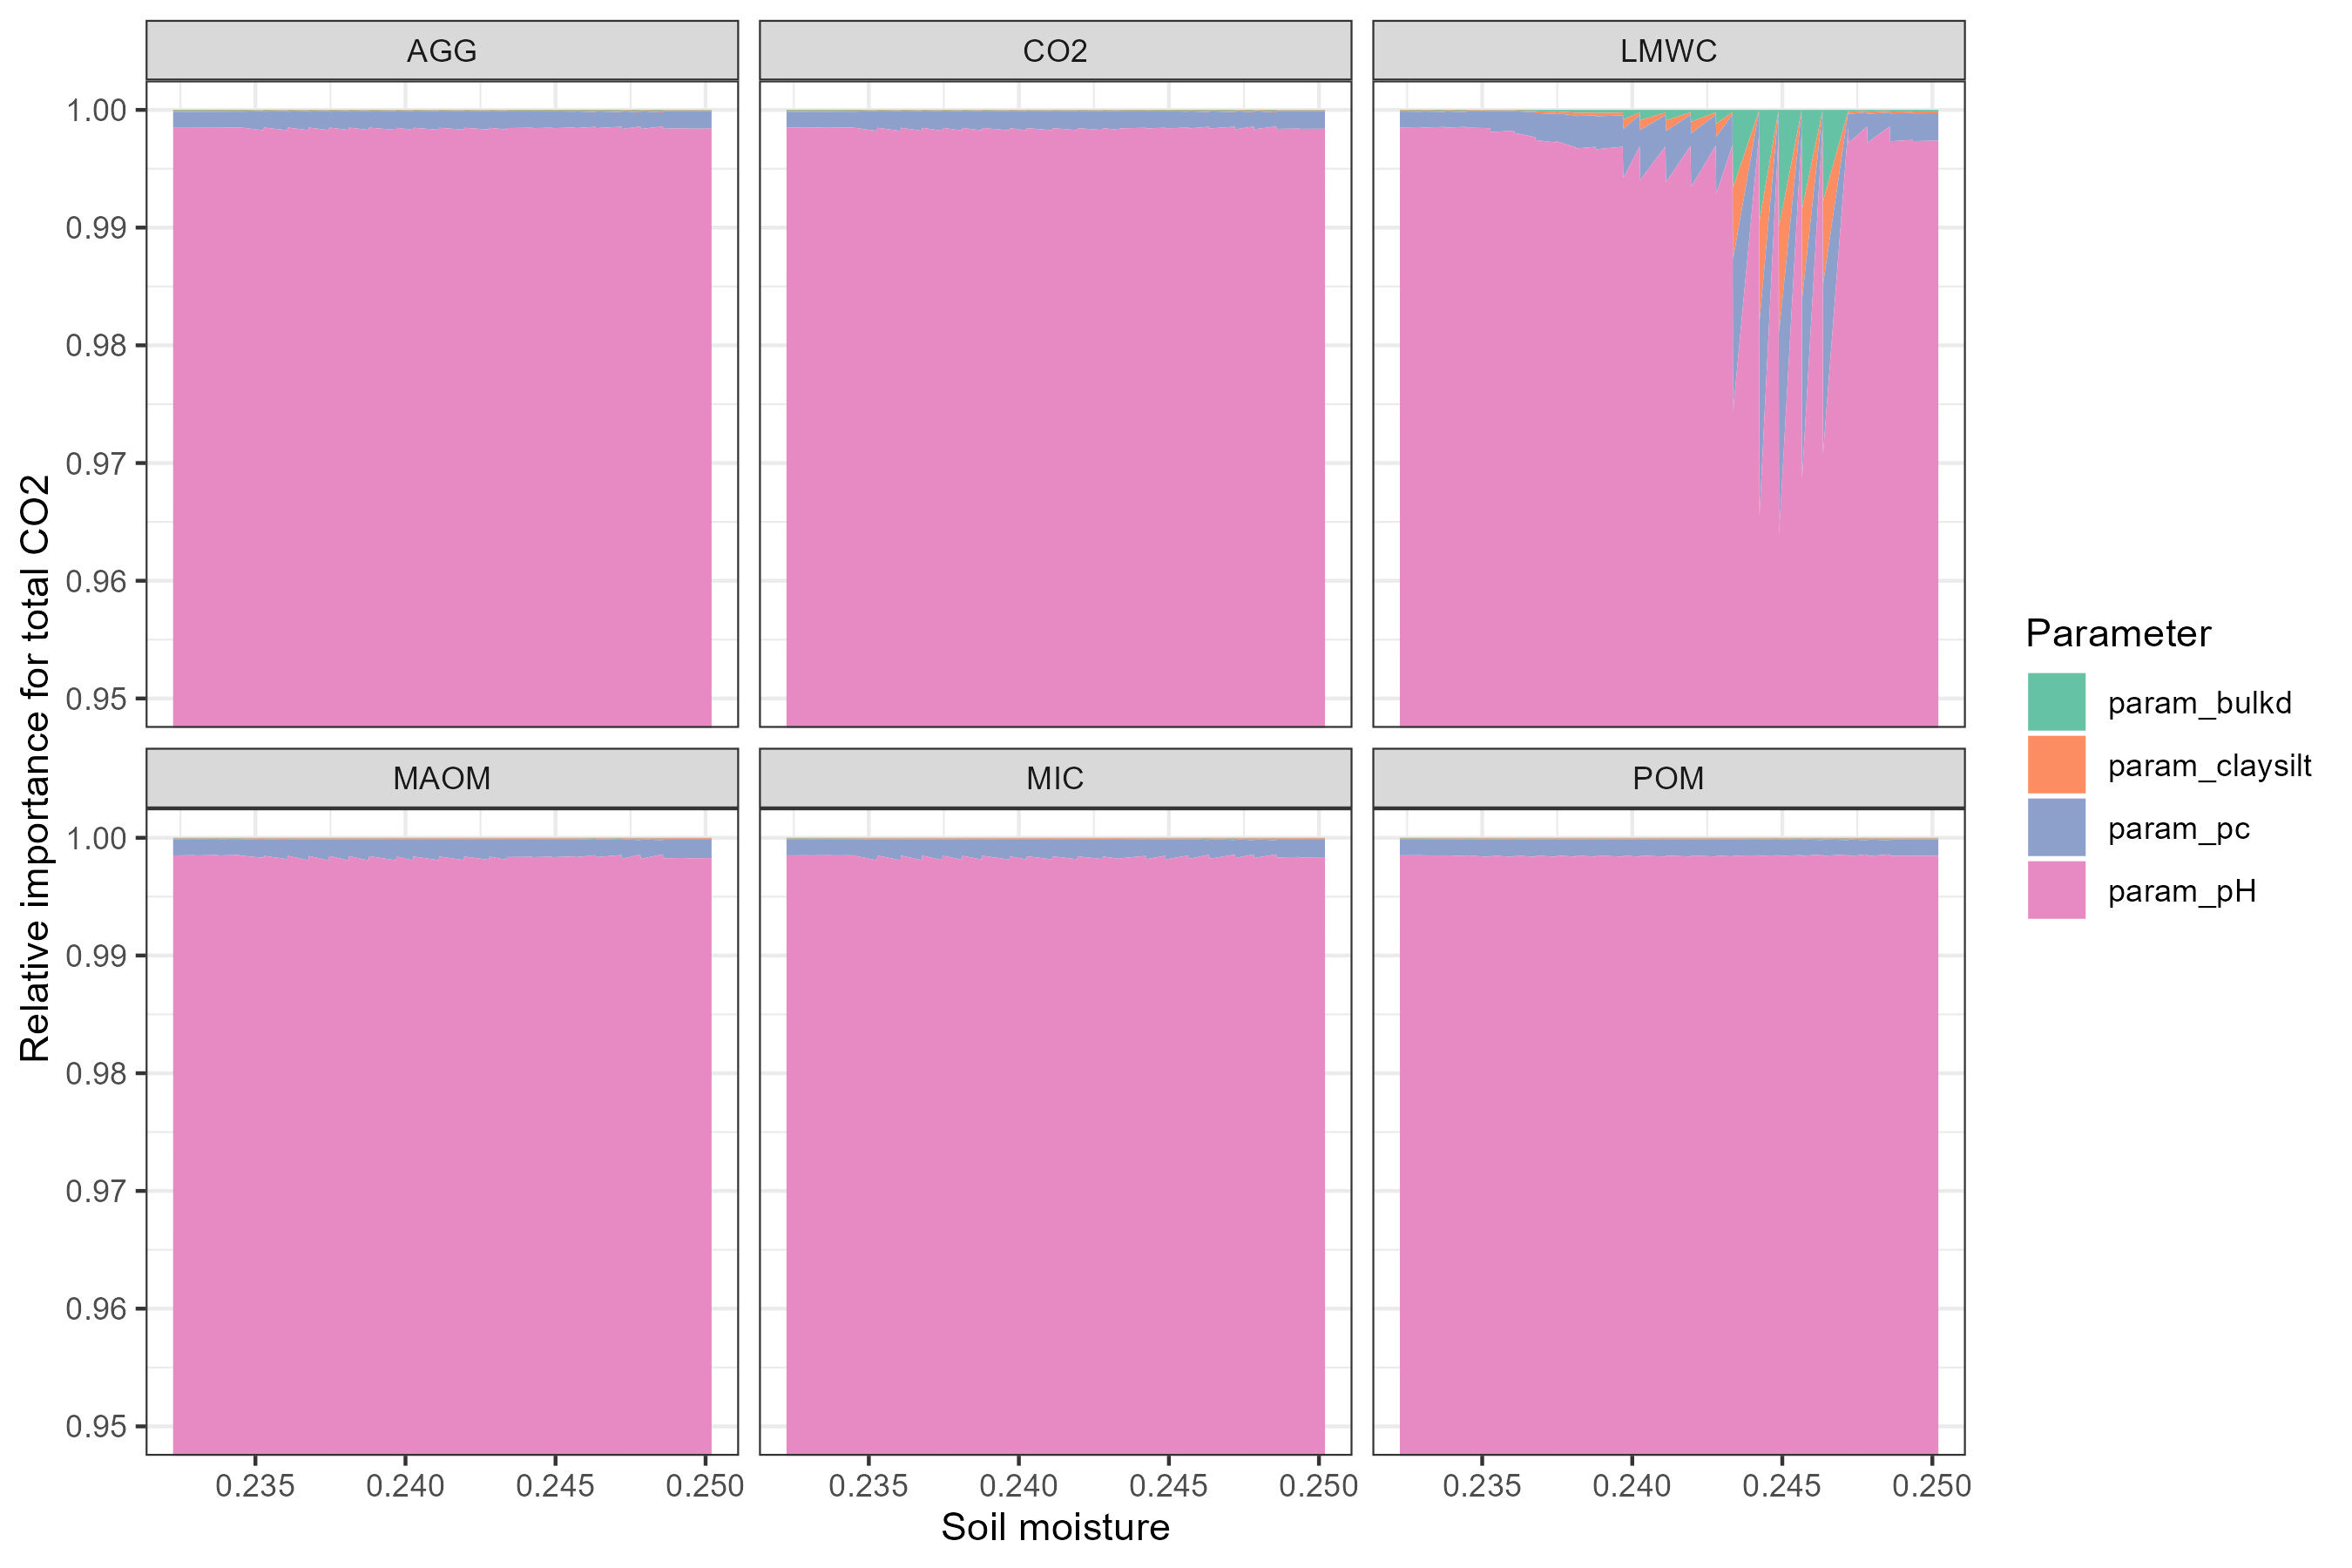 AGG
CO2
LMWC
1.00
0.99
0.98
0.97
0.96
0.95
MAOM
MIC
POM
1.00
0.99
0.98
0.97
0.96
0.95
0.235 0.240 0.245 0.250
0.235 0.240 0.245 0.250
0.235 0.240 0.245 0.250
Soil moisture
Relative importance for total CO2
Parameter
param_bulkd
param_claysilt
param_pc
param_pH